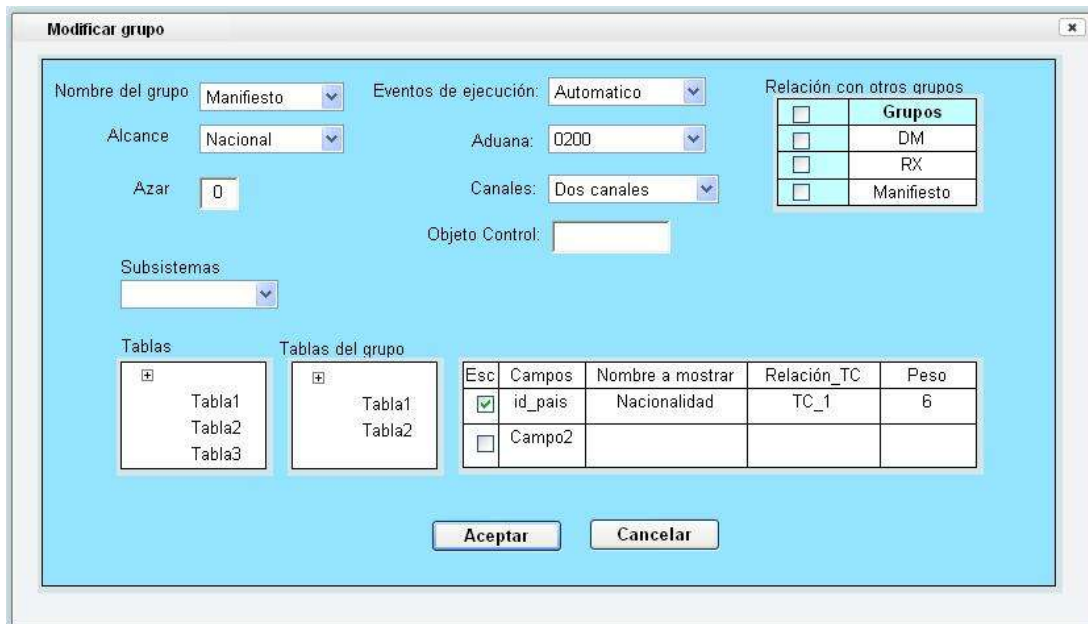 Modificar grupo
Nombre del grupo
Manifiesto
Eventos de ejecución:
Automatico
Relación con otros grupos
Grupos
DM
RX
Manifiesto
Alcance
Nacional
Aduana:
0200
Azar
0
Canales:
Dos canales
Objeto Control:
Subsistemas
Tablas
Tabla1
Tabla2
Tabla3
Tablas del grupo
Tabla1
Tabla2
Esc Campos Nombre a mostrar Relación_TC Peso
id_pais Nacionalidad TC_1 6
Campo2
Aceptar
Cancelar